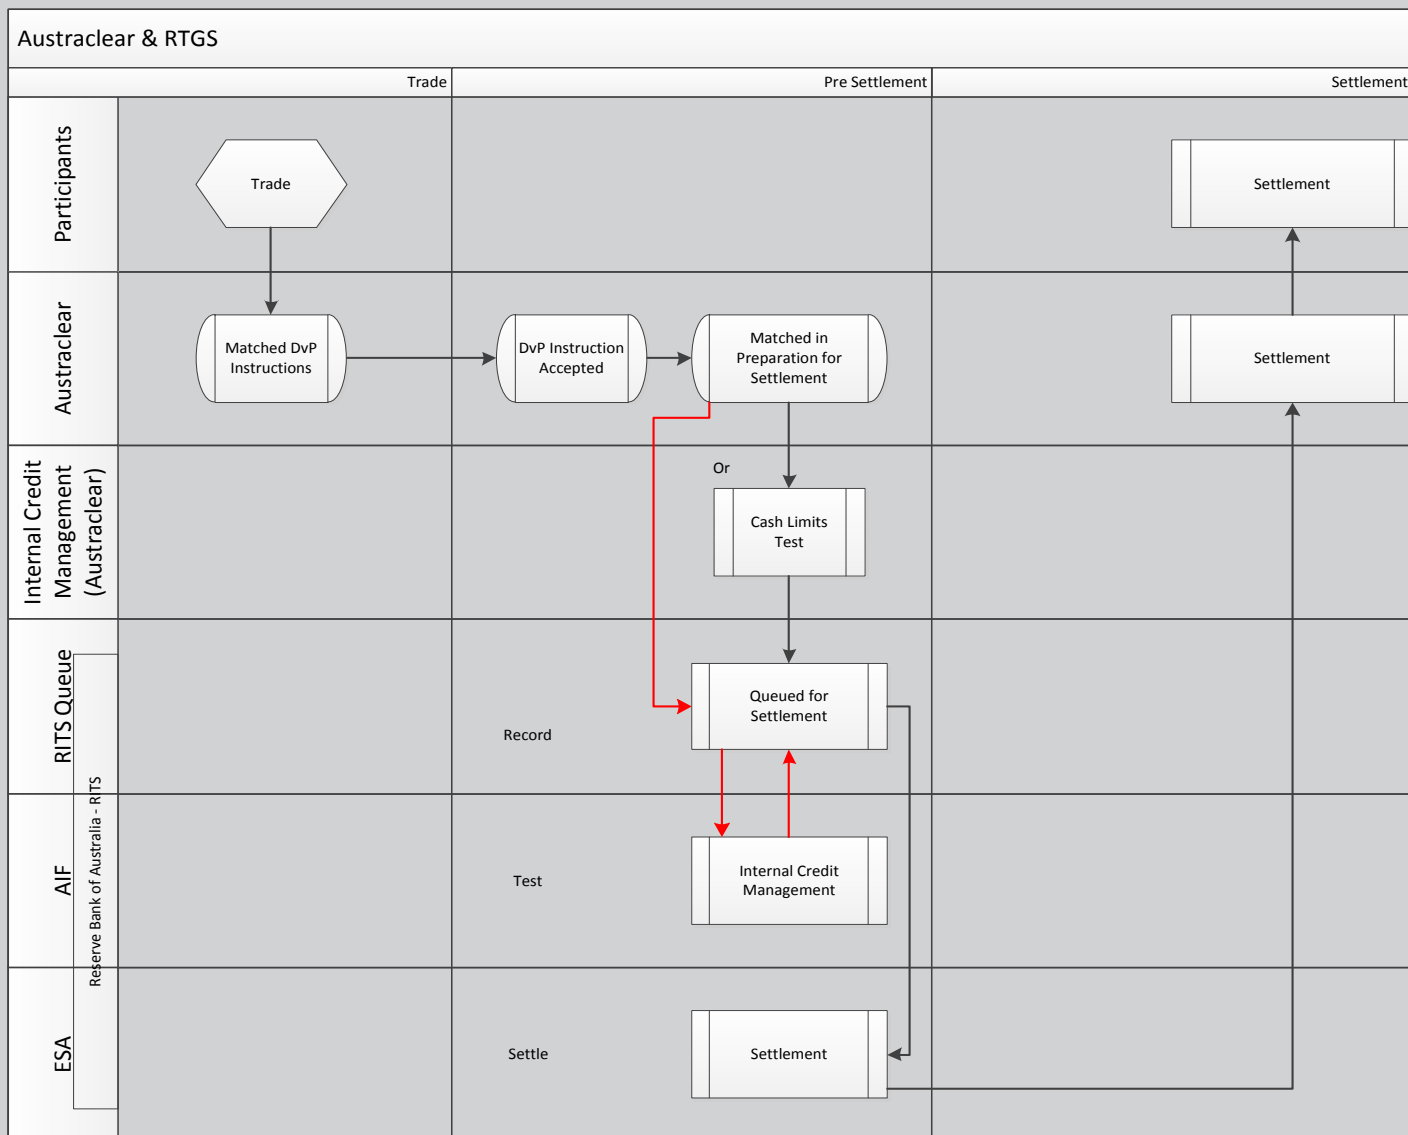 Austraclear & RTGS
Trade
Pre Settlement
Settlement
Participants
Trade
Settlement
Austraclear
Matched DvP
Instructions
DvP Instruction
Accepted
Matched in
Preparation for
Settlement
Settlement
Internal Credit
Management
(Austraclear)
Or
Cash Limits
Test
RITS Queue
Record
Queued for
Settlement
Reserve Bank of Australia - RITS
AIF
Test
Internal Credit
Management
ESA
Settle
Settlement